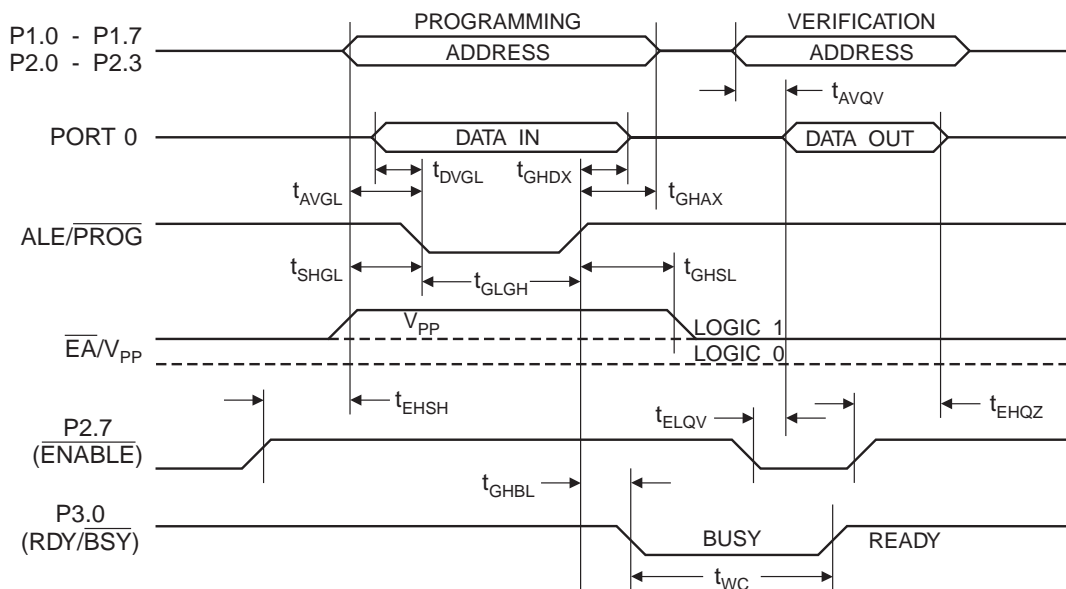 PROGRAMMING VERIFICATION
P1.0 - P1.7
P2.0 - P2.3
ADDRESS ADDRESS
tAVQV
PORT 0 DATA IN DATA OUT
tDVGL tGHDX
tAVGL tGHAX
ALE/PROG
tSHGL tGLGH tGHSL
VPP LOGIC 1
EA/VPP
LOGIC 0
tEHSH tELQV tEHQZ
P2.7
(ENABLE)
tGHBL
P3.0
(RDY/BSY)
BUSY READY
tWC